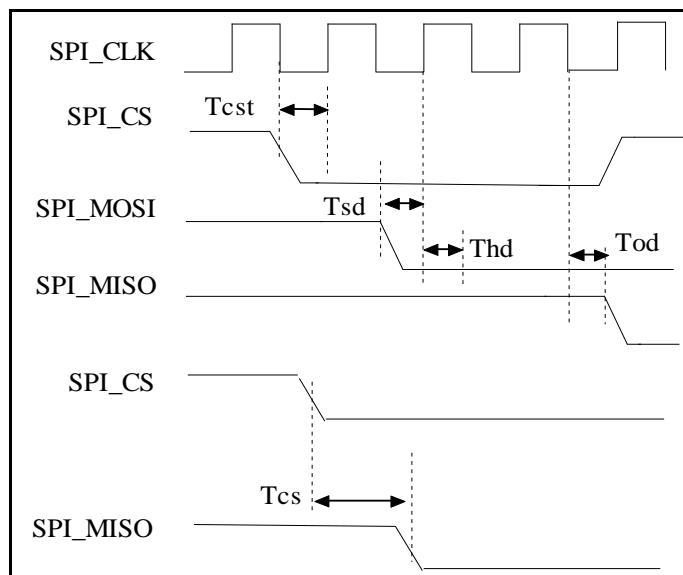 SPI_CLK
SPI_CS
Tcst
SPI_MOSI
Tsd
Thd
Tod
SPI_MISO
SPI_CS
Tcs
SPI_MISO